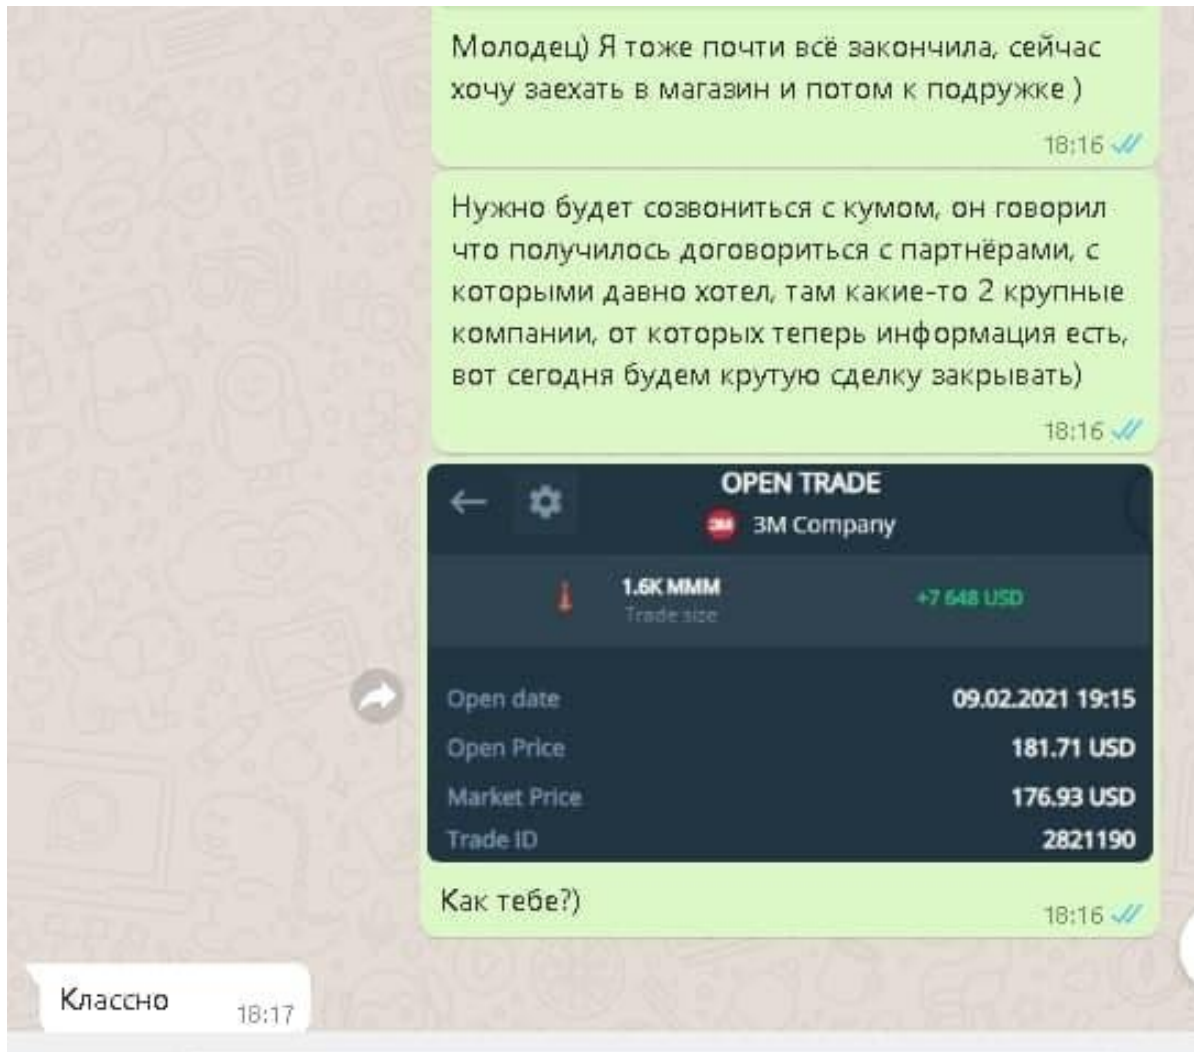 Молодец) Я тоже почти всё закончила, сейчас
хочу заехать в магазин и потом к подружке )
18:16
Нужно будет созвониться с кумом, он говорил
что получилось договориться с партнёрами, с
которыми давно хотел, там какие-то 2 крупные
компании, от которых теперь информация есть,
вот сегодня будем крутую сделку закрывать)
18:16
OPEN TRADE
3M 3M Company
1.6K MMM +7 648 USD
Trade size
Open date 09.02.2021 19:15
Open Price 181.71 USD
Market Price 176.93 USD
Trade ID 2821190
Как тебе?) 18:16
Классно 18:17